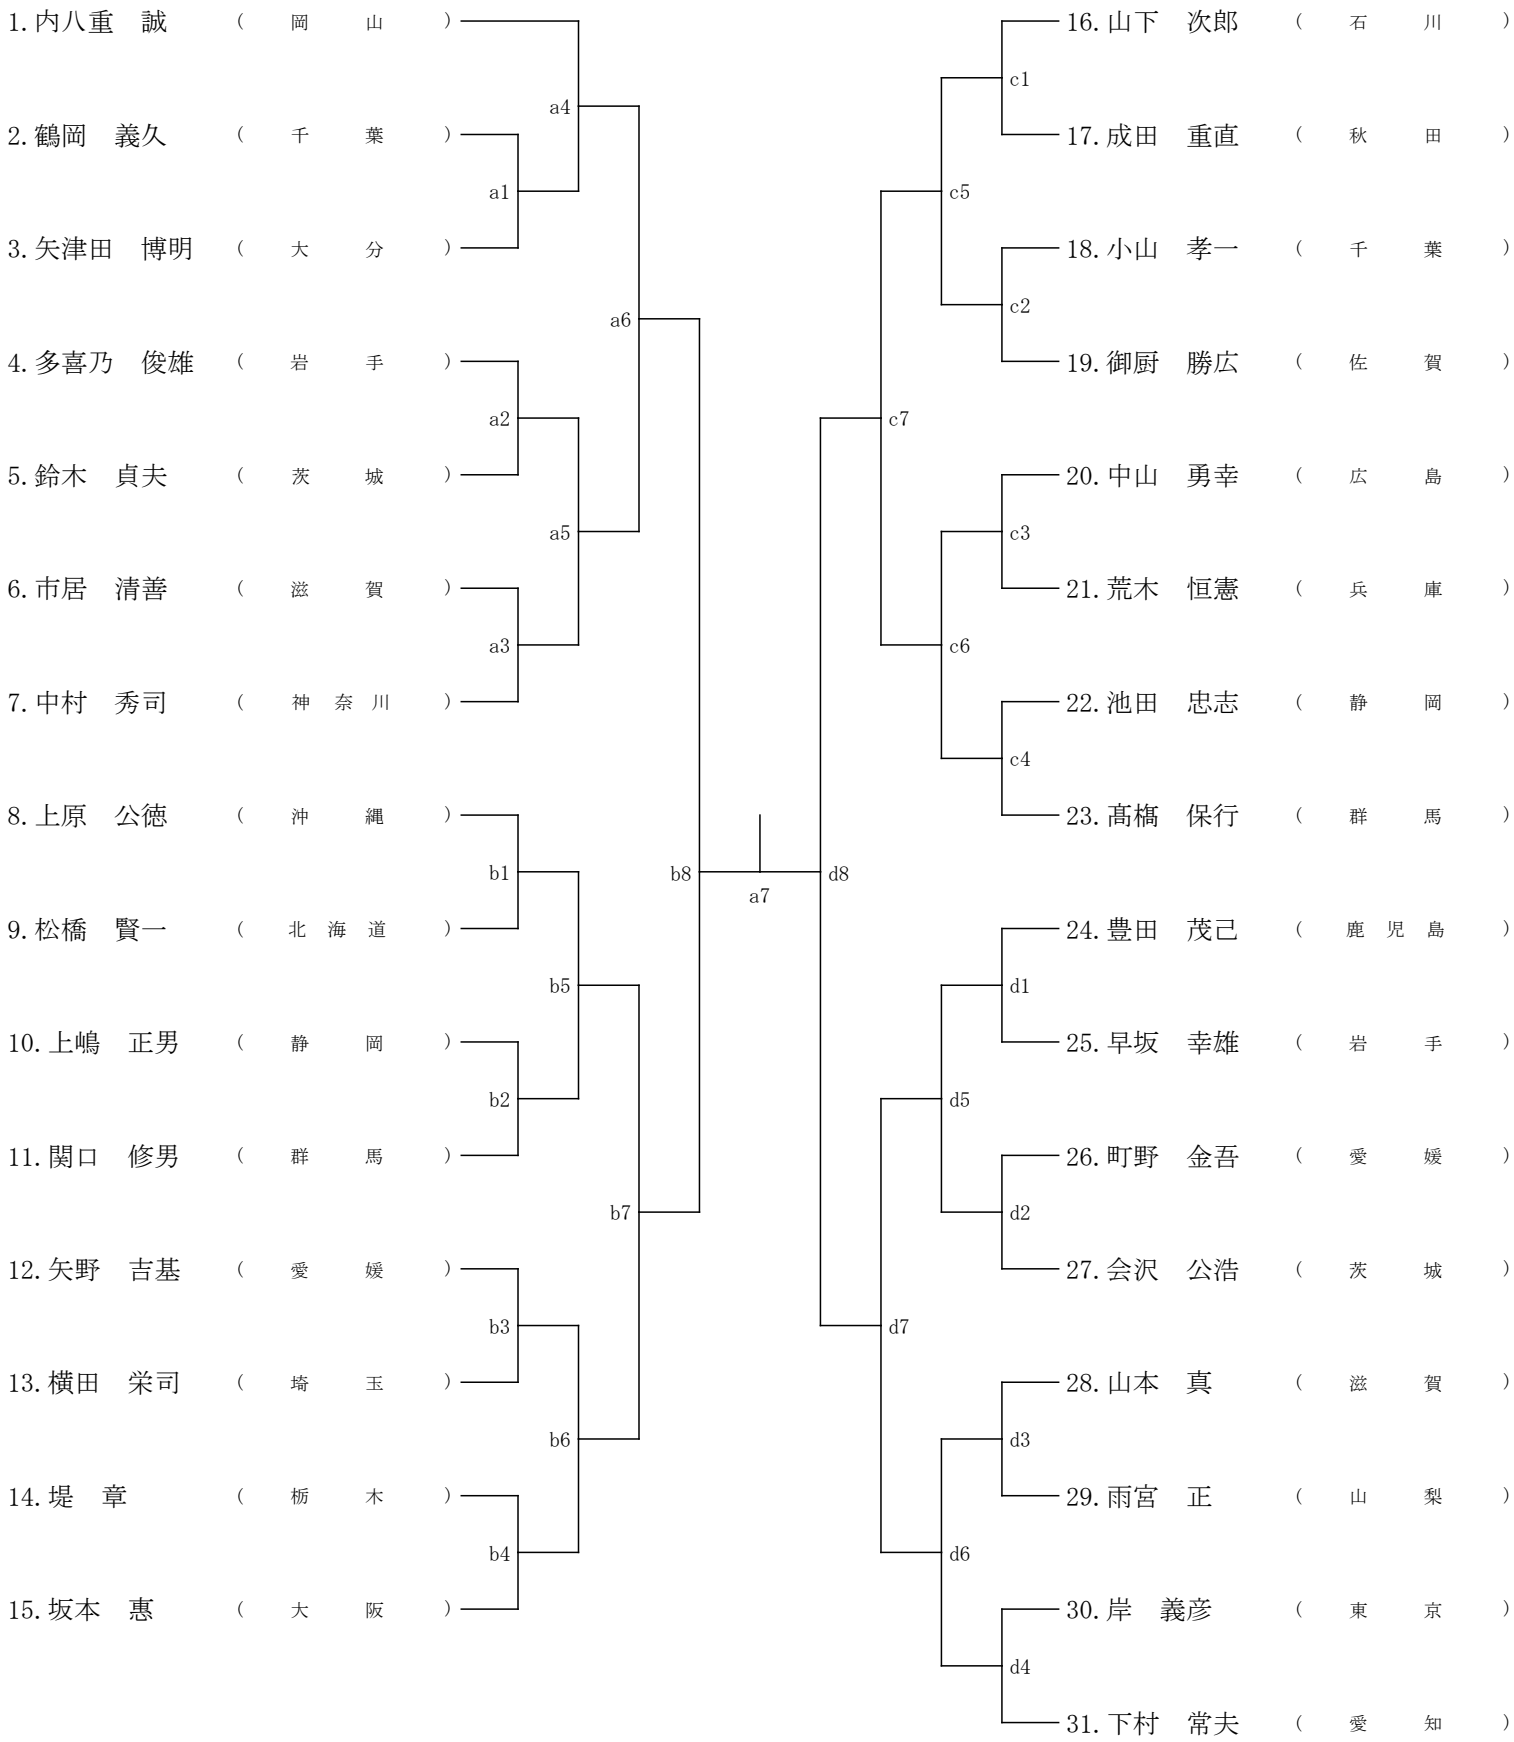 1.内八重　誠　（岡山）
a4
2.鶴岡　義久　（千葉）
a1
3.矢津田　博明　（大分）
a6
4.多喜乃　俊雄　（岩手）
a2
5.鈴木　貞夫　（茨城）
a5
6.市居　清善　（滋賀）
a3
7.中村　秀司　（神奈川）
8.上原　公徳　（沖縄）
b1
b8
9.松橋　賢一　（北海道）
b5
10.上嶋　正男　（静岡）
b2
11.関口　修男　（群馬）
b7
12.矢野　吉基　（愛媛）
b3
13.横田　栄司　（埼玉）
b6
14.堤　章　（栃木）
b4
15.坂本　惠　（大阪）
a7
16.山下　次郎　（石川）
c1
17.成田　重直　（秋田）
c5
18.小山　孝一　（千葉）
c2
19.御厨　勝広　（佐賀）
c7
20.中山　勇幸　（広島）
c3
21.荒木　恒憲　（兵庫）
c6
22.池田　忠志　（静岡）
c4
23.髙橋　保行　（群馬）
d8
24.豊田　茂己　（鹿児島）
d1
25.早坂　幸雄　（岩手）
d5
26.町野　金吾　（愛媛）
d2
27.会沢　公浩　（茨城）
d7
28.山本　真　（滋賀）
d3
29.雨宮　正　（山梨）
d6
30.岸　義彦　（東京）
d4
31.下村　常夫　（愛知）